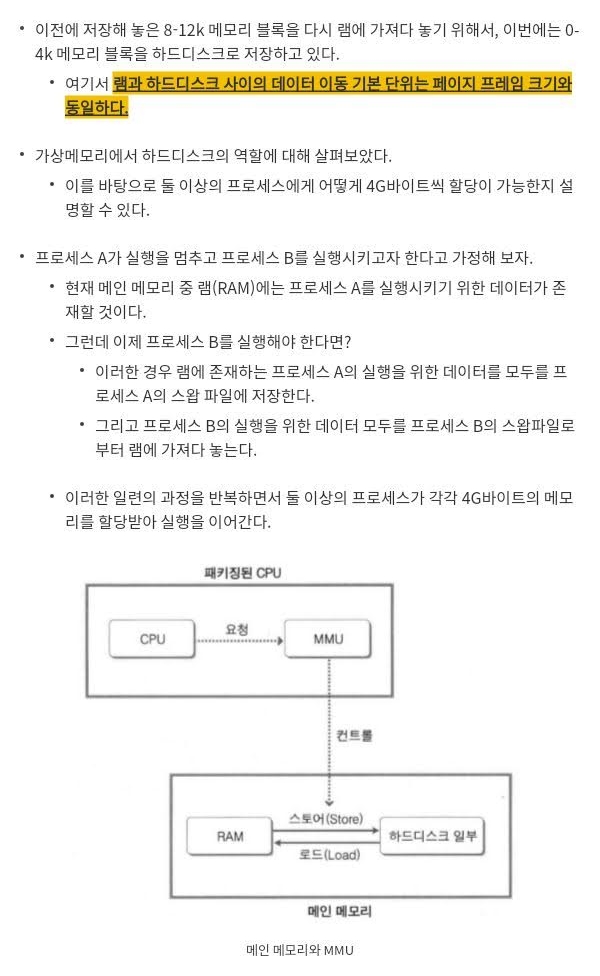 • 이전에 저장해 놓은 8-12k 메모리 블록을 다시 램에 가져다 놓기 위해서, 이번에는 0-
4k 메모리 블록을 하드디스크로 저장하고 있다.
• 여기서 램과 하드디스크 사이의 데이터 이동 기본 단위는 페이지 프레임 크기와
동일하다.
• 가상메모리에서 하드디스크의 역할에 대해 살펴보았다.
• 이를 바탕으로 둘 이상의 프로세스에게 어떻게 4G바이트씩 할당이 가능한지 설
명할 수 있다.
• 프로세스 A가 실행을 멈추고 프로세스 B를 실행시키고자 한다고 가정해 보자.
• 현재 메인 메모리 중 램(RAM)에는 프로세스 A를 실행시키기 위한 데이터가 존
재할 것이다.
• 그런데 이제 프로세스 B를 실행해야 한다면?
• 이러한 경우 램에 존재하는 프로세스 A의 실행을 위한 데이터를 모두를 프
로세스 A의 스왑 파일에 저장한다.
• 그리고 프로세스 B의 실행을 위한 데이터 모두를 프로세스 B의 스왑파일로
부터 램에 가져다 놓는다.
• 이러한 일련의 과정을 반복하면서 둘 이상의 프로세스가 각각 4G바이트의 메모
리를 할당받아 실행을 이어간다.
패키징된 CPU
CPU
요청
MMU
컨트롤
RAM
스토어(Store)
로드(Load)
하드디스크 일부
메인 메모리
메인 메모리와 MMU